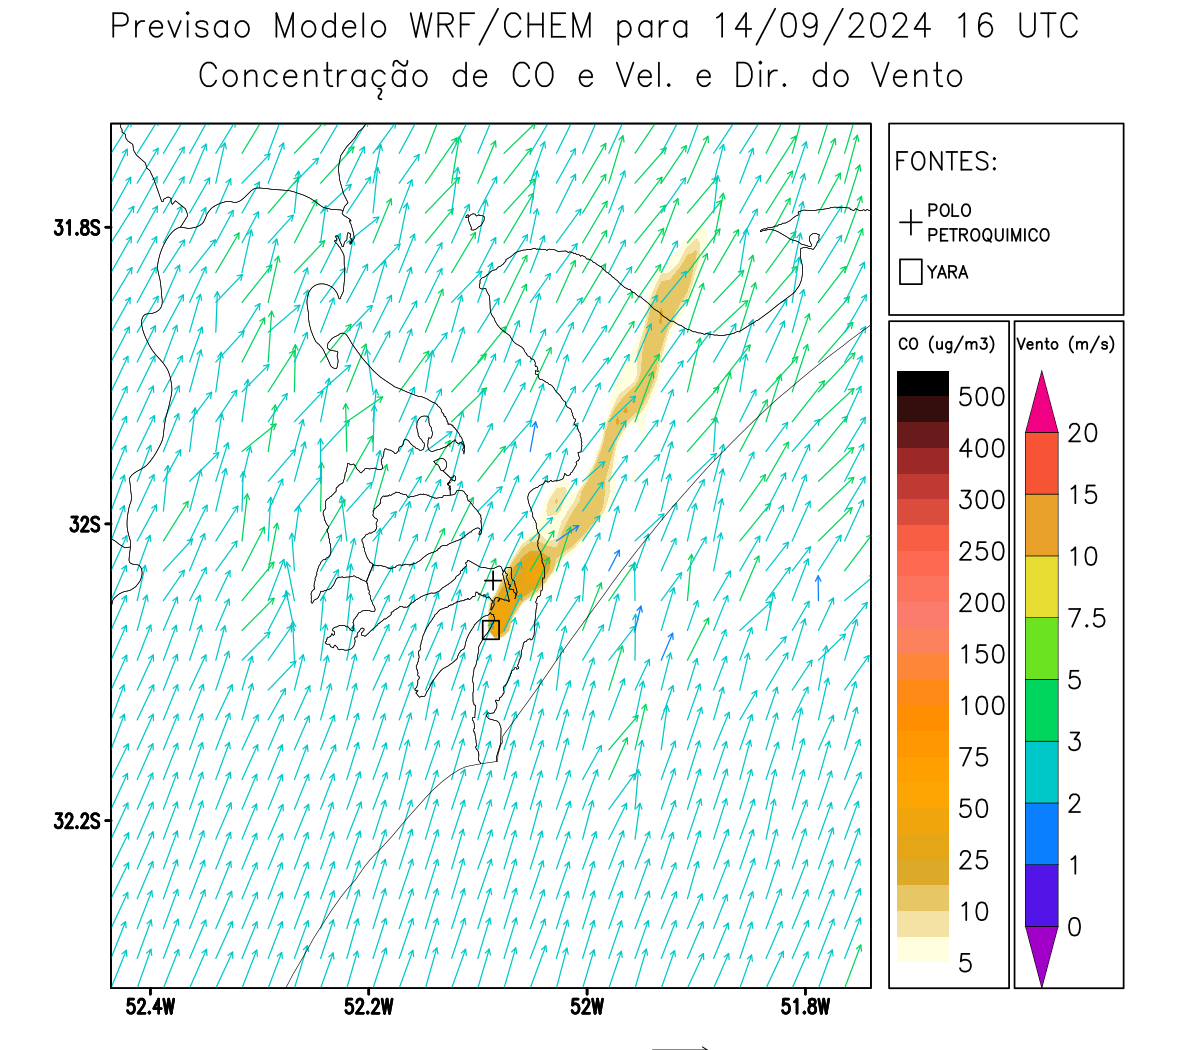 Previsao Modelo WRF/CHEM para 14/09/2024 16 UTC
Concentração de CO e Vel. e Dir. do Vento
FONTES:
POLO
PETROQUIMICO
YARA
CO (ug/m3)
500
400
300
250
200
150
100
75
50
25
10
5
Vento (m/s)
20
15
10
7.5
5
3
2
1
0
31.8S
32S
32.2S
52.4W
52.2W
52W
51.8W